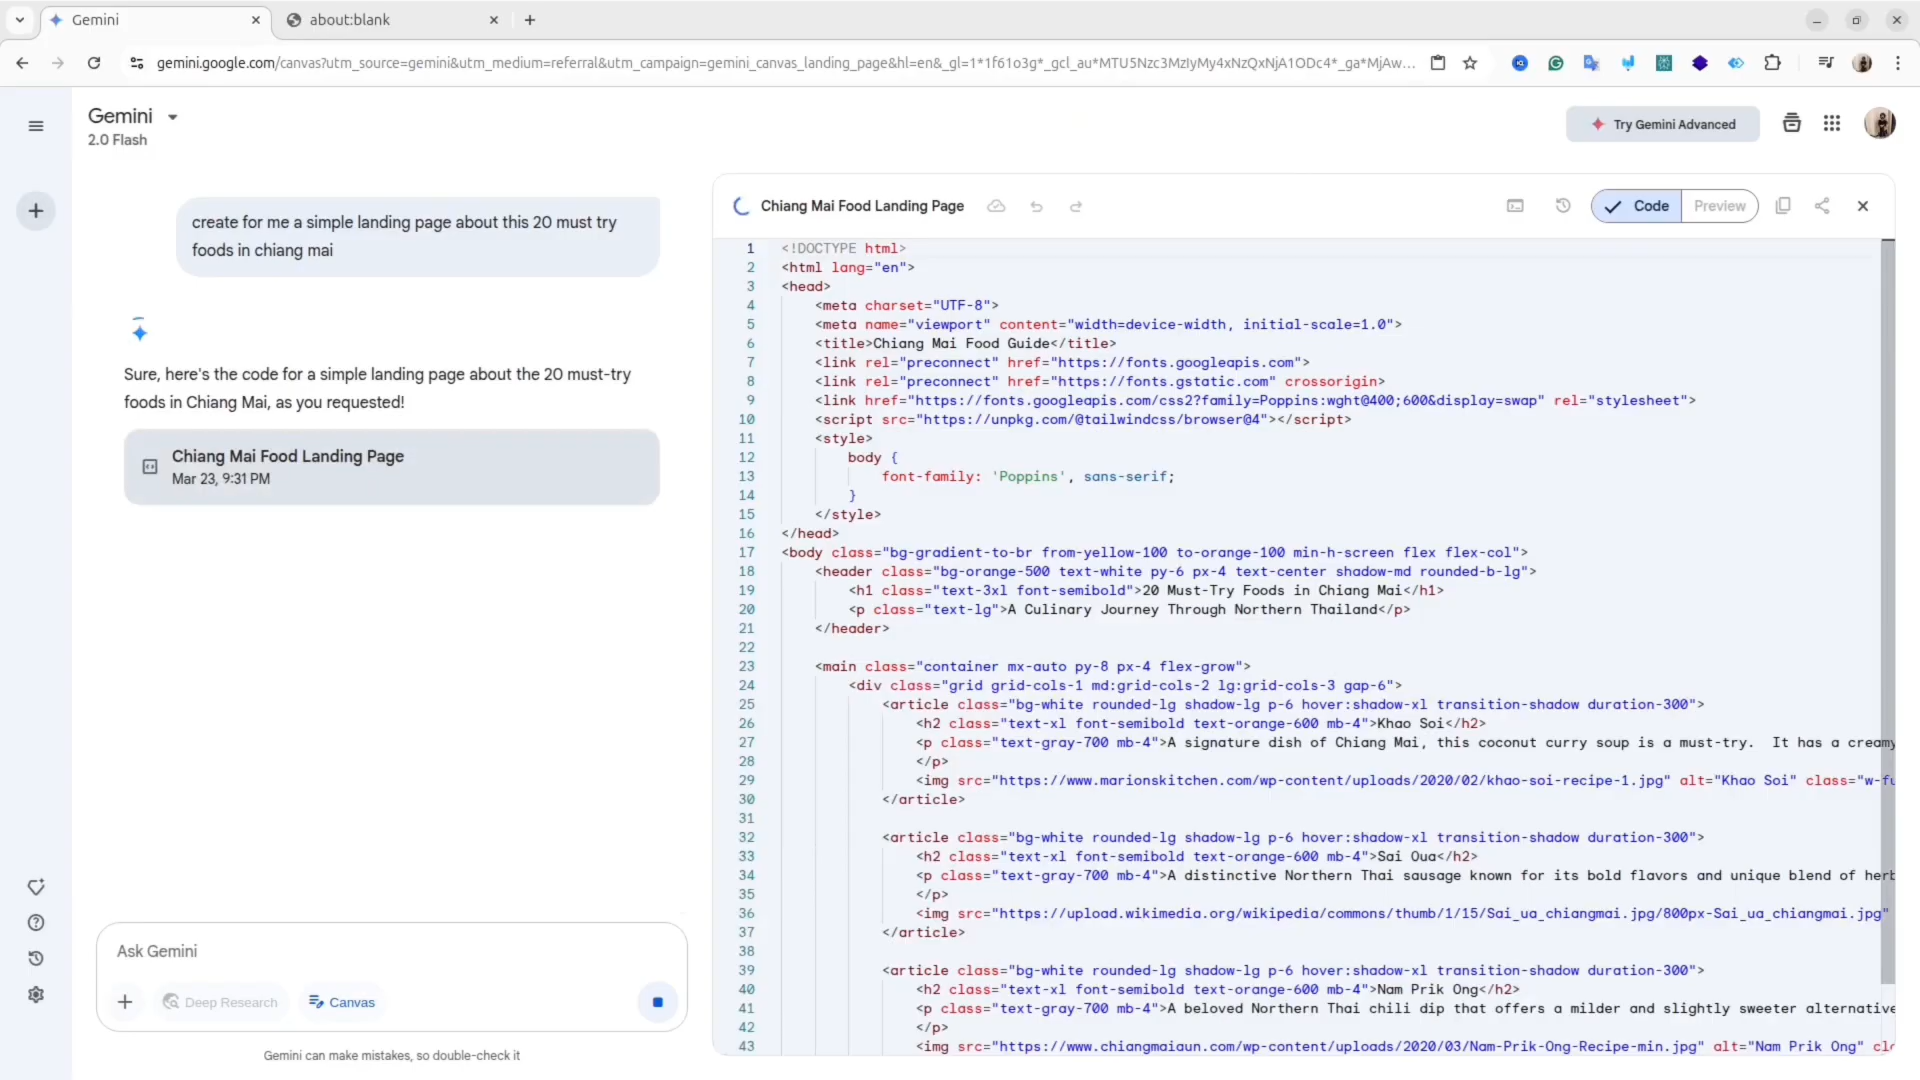 Gemini
about:blank
gemini.google.com/canvas?utm_source=gemini&utm_medium=referral&utm_campaign=gemini_canvas_landing_page&hl=en&_gl=1*1f61o3g*_gcl_au*MTU5Nzc3MzIyMy4xNzQxNjA1ODc4*_ga*MjAw...
Gemini
2.0 Flash
Try Gemini Advanced
create for me a simple landing page about this 20 must try
foods in chiang mai
Sure, here's the code for a simple landing page about the 20 must-try
foods in Chiang Mai, as you requested!
Chiang Mai Food Landing Page
Mar 23, 9:31 PM
Ask Gemini
Deep Research
Canvas
Gemini can make mistakes, so double-check it
Chiang Mai Food Landing Page
Code
Preview
1 <!DOCTYPE html>
2 <html lang="en">
3 <head>
4 <meta charset="UTF-8">
5 <meta name="viewport" content="width=device-width, initial-scale=1.0">
6 <title>Chiang Mai Food Guide</title>
7 <link rel="preconnect" href="https://fonts.googleapis.com">
8 <link rel="preconnect" href="https://fonts.gstatic.com" crossorigin>
9 <link href="https://fonts.googleapis.com/css2?family=Poppins:wght@400;600&display=swap" rel="stylesheet">
10 <script src="https://unpkg.com/@tailwindcss/browser@4"></script>
11 <style>
12 body {
13 font-family: 'Poppins', sans-serif;
14 }
15 </style>
16 </head>
17 <body class="bg-gradient-to-br from-yellow-100 to-orange-100 min-h-screen flex flex-col">
18 <header class="bg-orange-500 text-white py-6 px-4 text-center shadow-md rounded-b-lg">
19 <h1 class="text-3xl font-semibold">20 Must-Try Foods in Chiang Mai</h1>
20 <p class="text-lg">A Culinary Journey Through Northern Thailand</p>
21 </header>
22
23 <main class="container mx-auto py-8 px-4 flex-grow">
24 <div class="grid grid-cols-1 md:grid-cols-2 lg:grid-cols-3 gap-6">
25 <article class="bg-white rounded-lg shadow-lg p-6 hover:shadow-xl transition-shadow duration-300">
26 <h2 class="text-xl font-semibold text-orange-600 mb-4">Khao Soi</h2>
27 <p class="text-gray-700 mb-4">A signature dish of Chiang Mai, this coconut curry soup is a must-try. It has a creamy
28 </p>
29 <img src="https://www.marionskitchen.com/wp-content/uploads/2020/02/khao-soi-recipe-1.jpg" alt="Khao Soi" class="w-fu
30 </article>
31
32 <article class="bg-white rounded-lg shadow-lg p-6 hover:shadow-xl transition-shadow duration-300">
33 <h2 class="text-xl font-semibold text-orange-600 mb-4">Sai Oua</h2>
34 <p class="text-gray-700 mb-4">A distinctive Northern Thai sausage known for its bold flavors and unique blend of herb
35 </p>
36 <img src="https://upload.wikimedia.org/wikipedia/commons/thumb/1/15/Sai_ua_chiangmai.jpg/800px-Sai_ua_chiangmai.jpg"
37 </article>
38
39 <article class="bg-white rounded-lg shadow-lg p-6 hover:shadow-xl transition-shadow duration-300">
40 <h2 class="text-xl font-semibold text-orange-600 mb-4">Nam Prik Ong</h2>
41 <p class="text-gray-700 mb-4">A beloved Northern Thai chili dip that offers a milder and slightly sweeter alternative
42 </p>
43 <img src="https://www.chiangmaiaun.com/wp-content/uploads/2020/03/Nam-Prik-Ong-Recipe-min.jpg" alt="Nam Prik Ong" cl